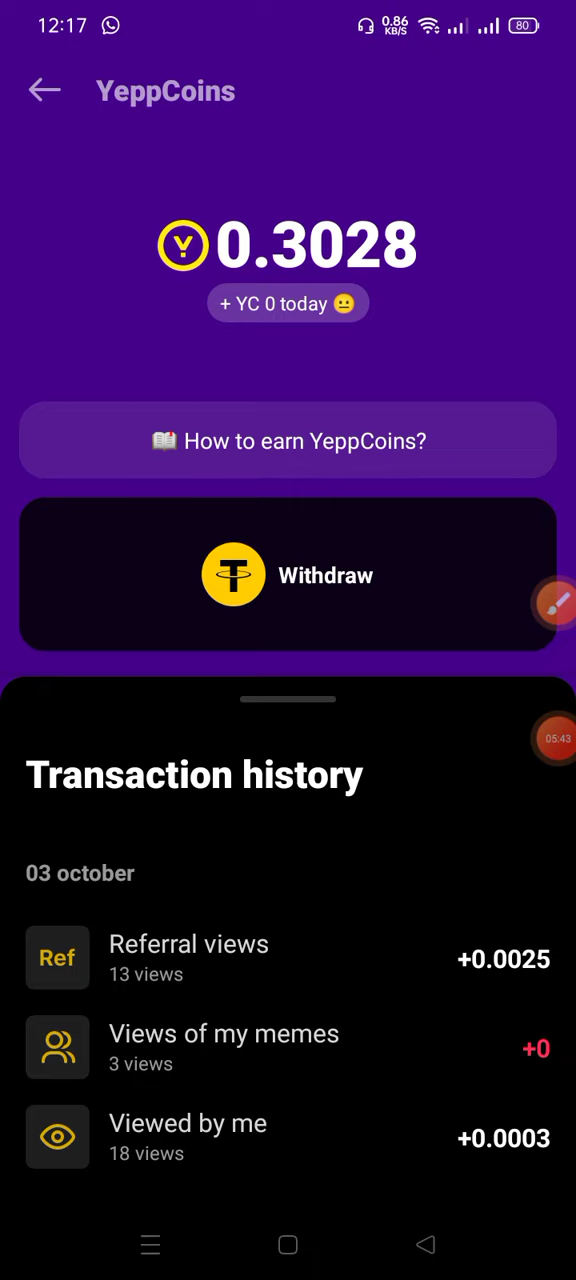 12:17 0.86 KB/S 80
YeppCoins
0.3028
+ YC 0 today 😐
📖 How to earn YeppCoins?
Withdraw
05:43
Transaction history
03 october
Ref Referral views +0.0025
13 views
Views of my memes +0
3 views
Viewed by me +0.0003
18 views